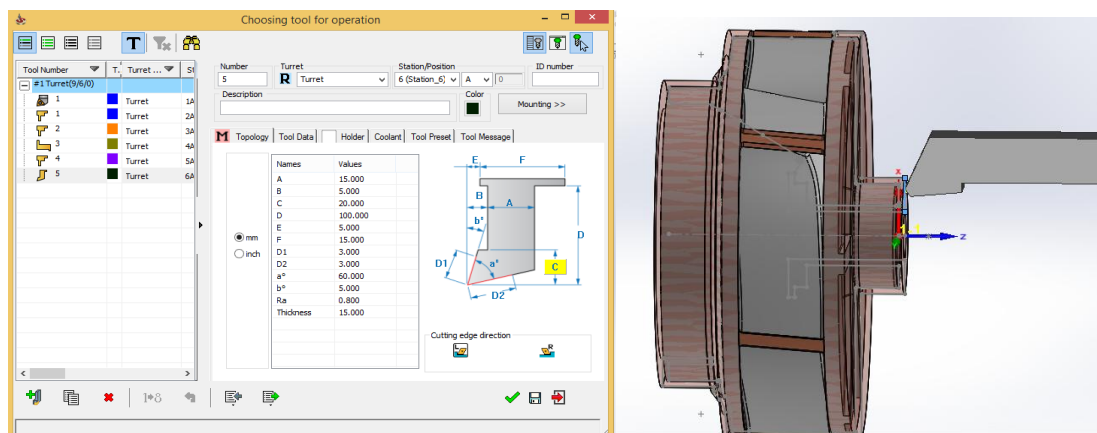 Choosing tool for operation
T
1⇒8
Tool Number T. Turret ... St
#1 Turret(9/6/0)
1 Turret 1A
1 Turret 2A
2 Turret 3A
3 Turret 4A
4 Turret 5A
5 Turret 6A
Number Turret Station/Position ID number
5 R Turret 6 (Station_6) A 0
Description Color
Mounting >>
M Topology Tool Data Holder Coolant Tool Preset Tool Message
mm
inch
Names Values
A 15.000
B 5.000
C 20.000
D 100.000
E 5.000
F 15.000
D1 3.000
D2 3.000
a° 60.000
b° 5.000
Ra 0.800
Thickness 15.000
E F
B A
b° D
D1 a° C
D2
Cutting edge direction
L R
x
z